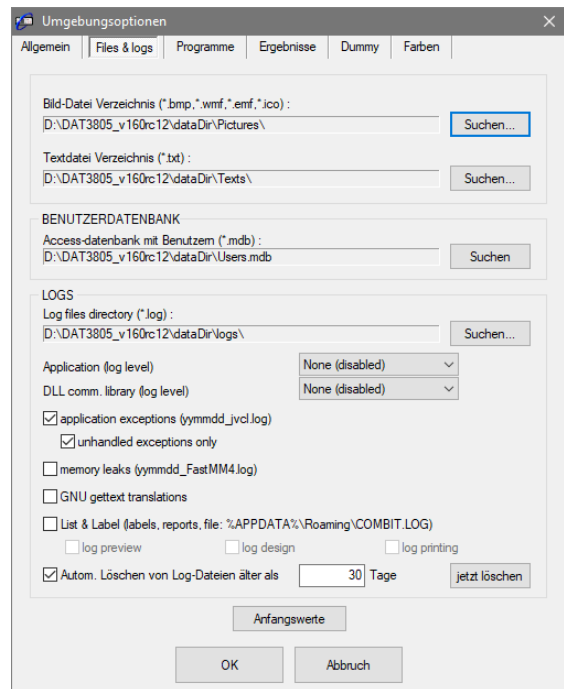 Umgebungsoptionen
Allgemein Files & logs Programme Ergebnisse Dummy Farben
Bild-Datei Verzeichnis (*.bmp,*.wmf,*.emf,*.ico) :
D:\DAT3805_v160rc12\dataDir\Pictures\ Suchen...
Textdatei Verzeichnis (*.txt) :
D:\DAT3805_v160rc12\dataDir\Texts\ Suchen...
BENUTZERDATENBANK
Access-datenbank mit Benutzern (*.mdb) :
D:\DAT3805_v160rc12\dataDir\Users.mdb Suchen
LOGS
Log files directory (*.log) :
D:\DAT3805_v160rc12\dataDir\logs\ Suchen...
Application (log level) None (disabled)
DLL comm. library (log level) None (disabled)
application exceptions (yymmdd_jvcl.log)
unhandled exceptions only
memory leaks (yymmdd_FastMM4.log)
GNU gettext translations
List & Label (labels, reports, file: %APPDATA%\Roaming\COMBIT.LOG)
log preview log design log printing
Autom. Löschen von Log-Dateien älter als 30 Tage jetzt löschen
Anfangswerte
OK Abbruch